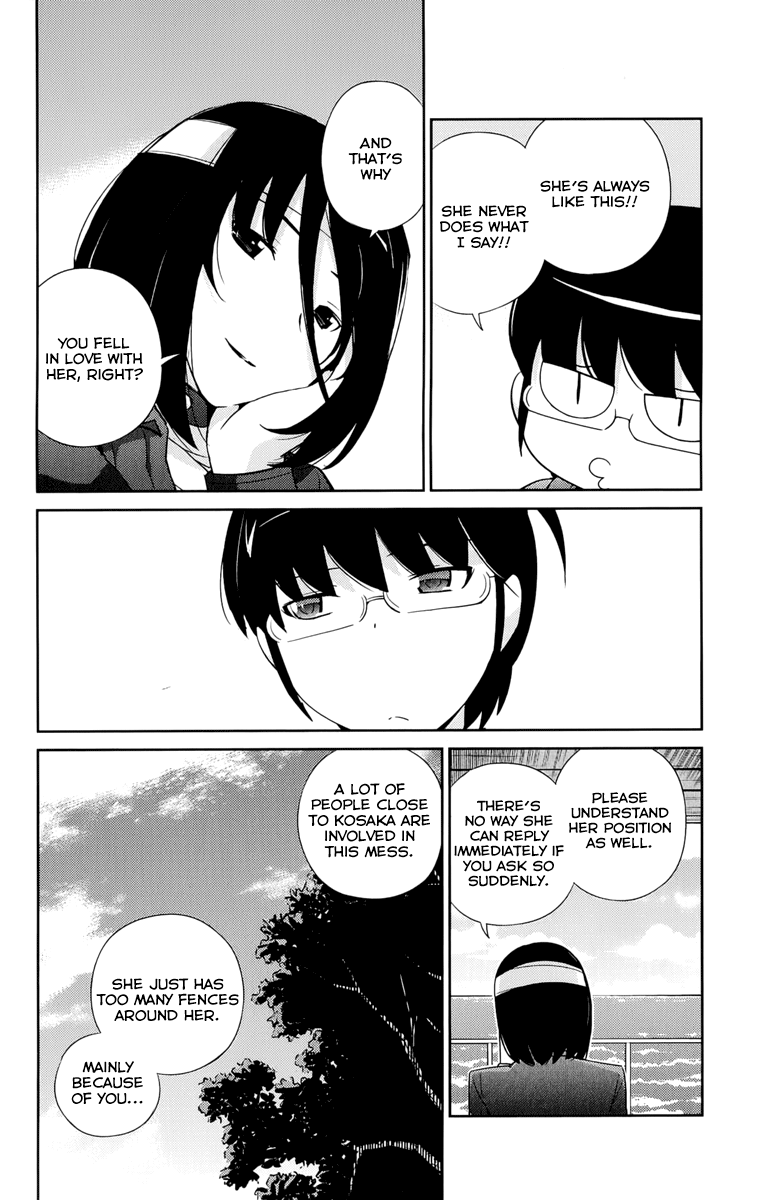 SHE'S ALWAYS
LIKE THIS!!
SHE NEVER
DOES WHAT
I SAY!!
AND
THAT'S
WHY
YOU FELL
IN LOVE WITH
HER, RIGHT?
PLEASE
UNDERSTAND
HER POSITION
AS WELL.
THERE'S
NO WAY SHE
CAN REPLY
IMMEDIATELY IF
YOU ASK SO
SUDDENLY.
A LOT OF
PEOPLE CLOSE
TO KOSAKA ARE
INVOLVED IN
THIS MESS.
SHE JUST HAS
TOO MANY FENCES
AROUND HER.
MAINLY
BECAUSE
OF YOU...